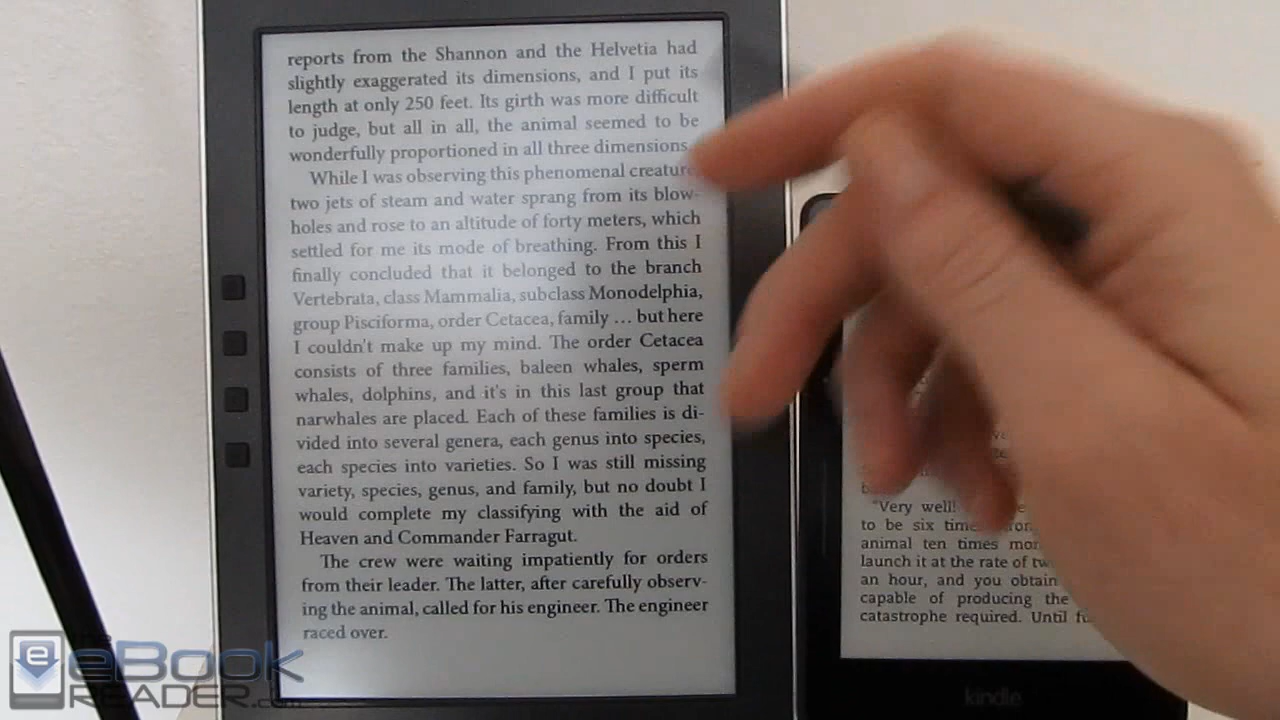 reports from the Shannon and the Helvetia had
slightly exaggerated its dimensions, and I put its
length at only 250 feet. Its girth was more difficult
to judge, but all in all, the animal seemed to be
wonderfully proportioned in all three dimensions.
While I was observing this phenomenal creature,
two jets of steam and water sprang from its blow-
holes and rose to an altitude of forty meters, which
settled for me its mode of breathing. From this I
finally concluded that it belonged to the branch
Vertebrata, class Mammalia, subclass Monodelphia,
group Pisciforma, order Cetacea, family ... but here
I couldn't make up my mind. The order Cetacea
consists of three families, baleen whales, sperm
whales, dolphins, and it's in this last group that
narwhales are placed. Each of these families is di-
vided into several genera, each genus into species,
each species into varieties. So I was still missing
variety, species, genus, and family, but no doubt I
would complete my classifying with the aid of
Heaven and Commander Farragut.
The crew were waiting impatiently for orders
from their leader. The latter, after carefully observ-
ing the animal, called for his engineer. The engineer
raced over.
"Very well!
to be six
animal ten times
launch it at the rate of
an hour, and you obtain
capable of producing the
catastrophe required. Until
kindle
the eBook
READER.com